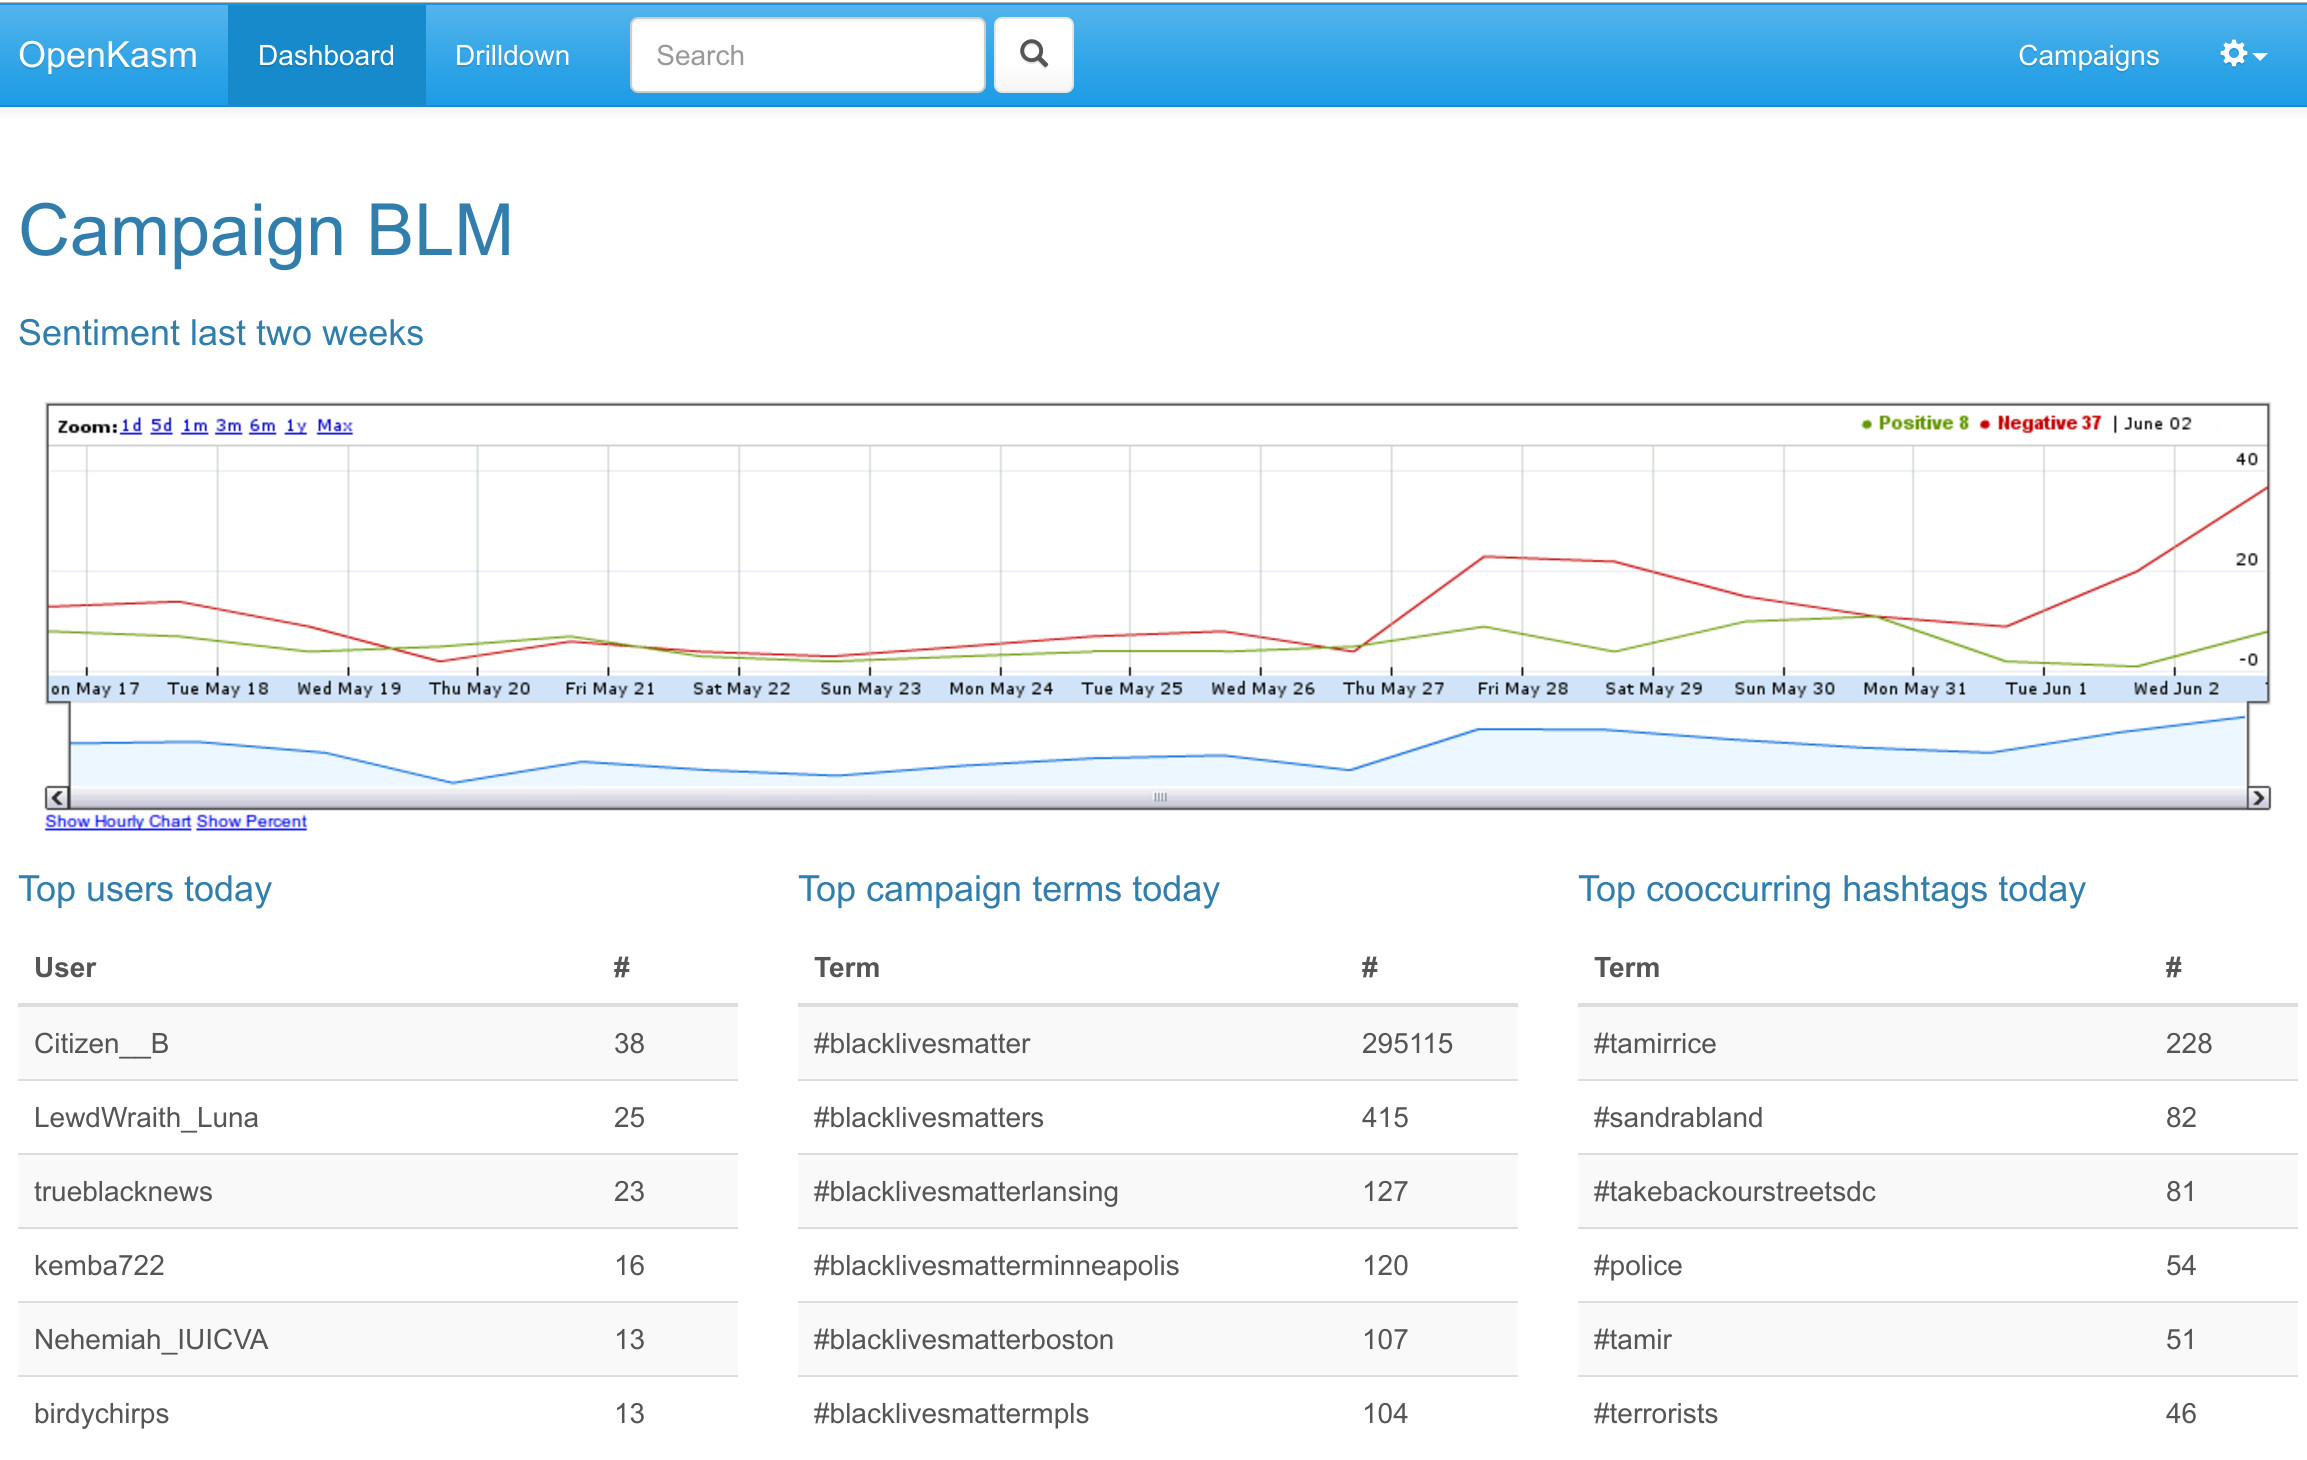 OpenKasm Dashboard Drilldown Search Campaigns
Campaign BLM
Sentiment last two weeks
Zoom: 1d 5d 1m 3m 6m 1y Max
Positive 8 Negative 37 | June 02
40
20
-0
on May 17 Tue May 18 Wed May 19 Thu May 20 Fri May 21 Sat May 22 Sun May 23 Mon May 24 Tue May 25 Wed May 26 Thu May 27 Fri May 28 Sat May 29 Sun May 30 Mon May 31 Tue Jun 1 Wed Jun 2
Show Hourly Chart Show Percent
Top users today
User #
Citizen__B 38
LewdWraith_Luna 25
trueblacknews 23
kemba722 16
Nehemiah_IUICVA 13
birdychirps 13
Top campaign terms today
Term #
#blacklivesmatter 295115
#blacklivesmatters 415
#blacklivesmatterlansing 127
#blacklivesmatterminneapolis 120
#blacklivesmatterboston 107
#blacklivesmattermpls 104
Top cooccurring hashtags today
Term #
#tamirrice 228
#sandrabland 82
#takebackourstreetsdc 81
#police 54
#tamir 51
#terrorists 46